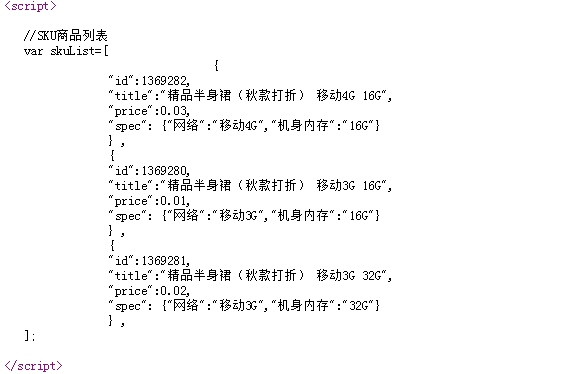 <script>
//SKU商品列表
var skuList=[
{
"id":1369282,
"title":"精品半身裙（秋款打折） 移动4G 16G",
"price":0.03,
"spec": {"网络":"移动4G","机身内存":"16G"}
} ,
{
"id":1369280,
"title":"精品半身裙（秋款打折） 移动3G 16G",
"price":0.01,
"spec": {"网络":"移动3G","机身内存":"16G"}
} ,
{
"id":1369281,
"title":"精品半身裙（秋款打折） 移动3G 32G",
"price":0.02,
"spec": {"网络":"移动3G","机身内存":"32G"}
} ,
];
</script>